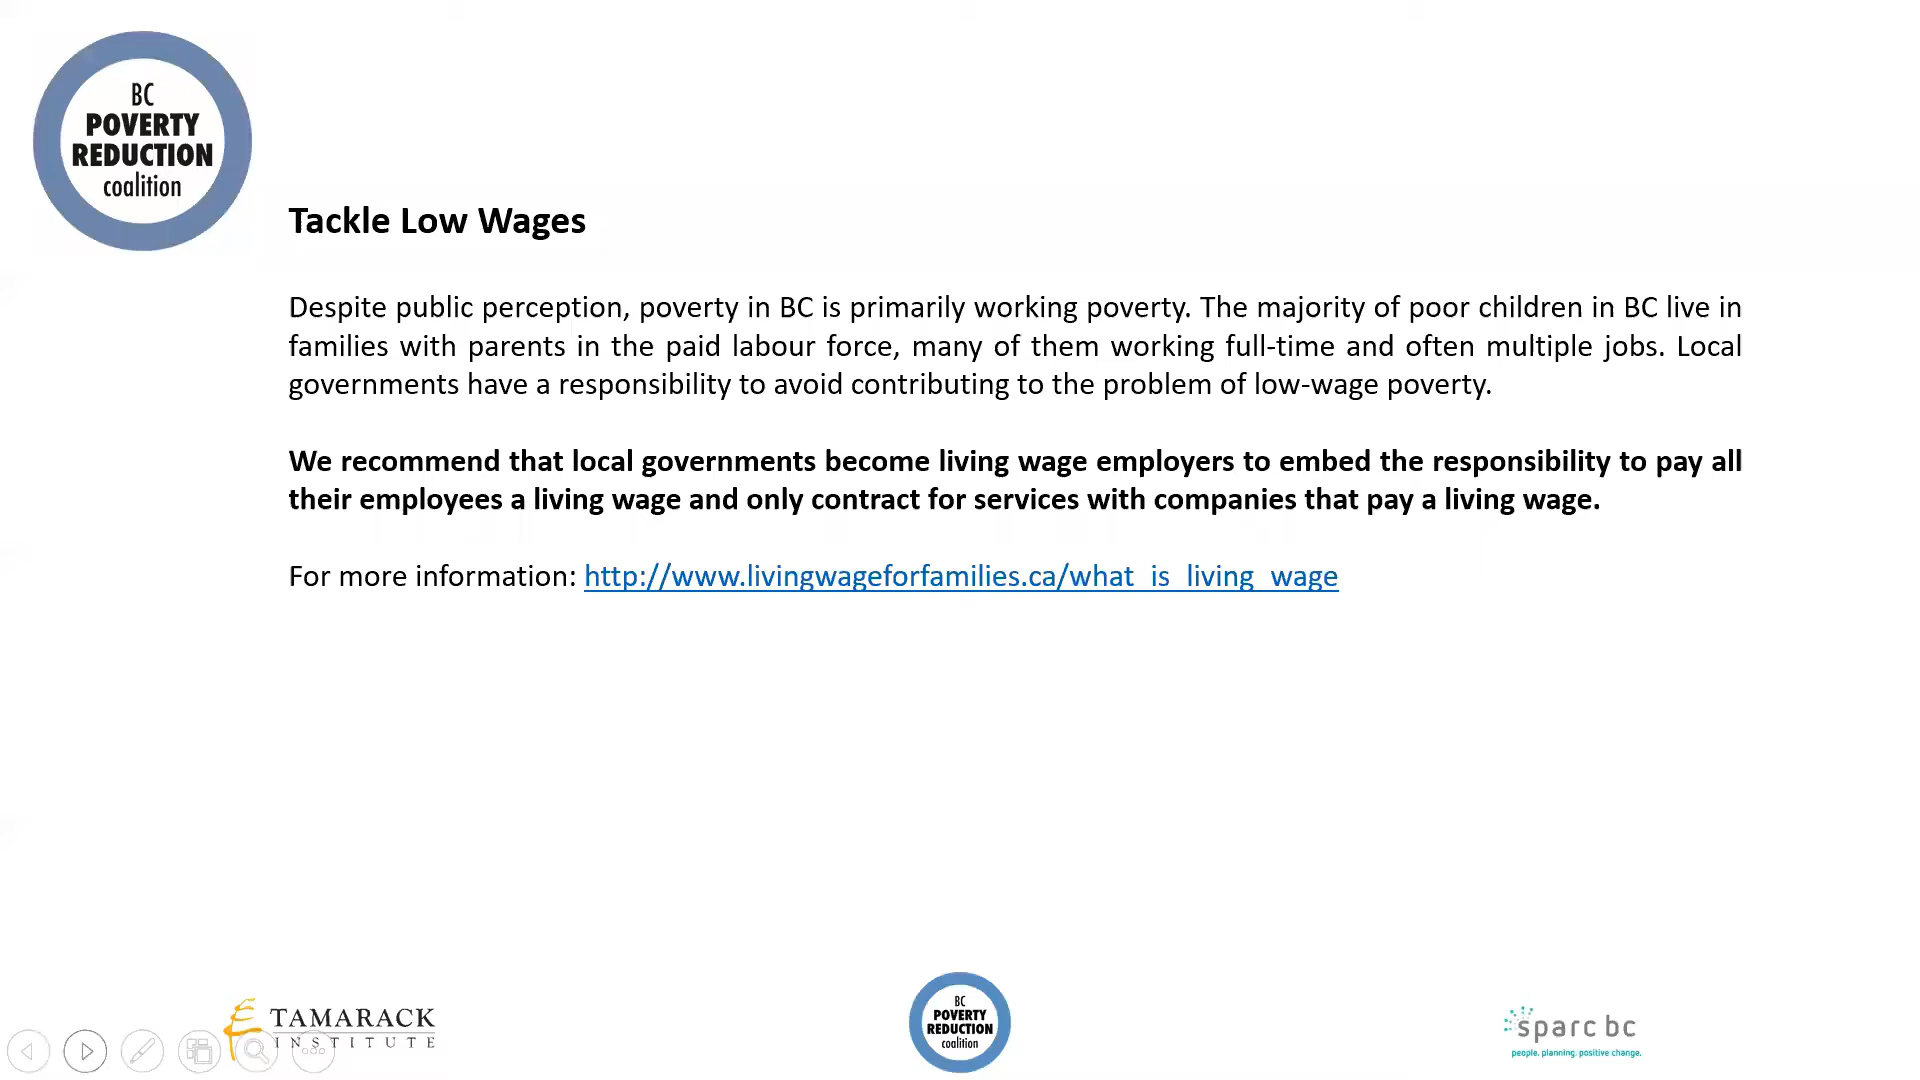 BC
POVERTY
REDUCTION
coalition
Tackle Low Wages
Despite public perception, poverty in BC is primarily working poverty. The majority of poor children in BC live in
families with parents in the paid labour force, many of them working full-time and often multiple jobs. Local
governments have a responsibility to avoid contributing to the problem of low-wage poverty.
We recommend that local governments become living wage employers to embed the responsibility to pay all
their employees a living wage and only contract for services with companies that pay a living wage.
For more information: http://www.livingwageforfamilies.ca/what_is_living_wage
TAMARACK
INSTITUTE
BC
POVERTY
REDUCTION
coalition
sparc bc
people. planning. positive change.